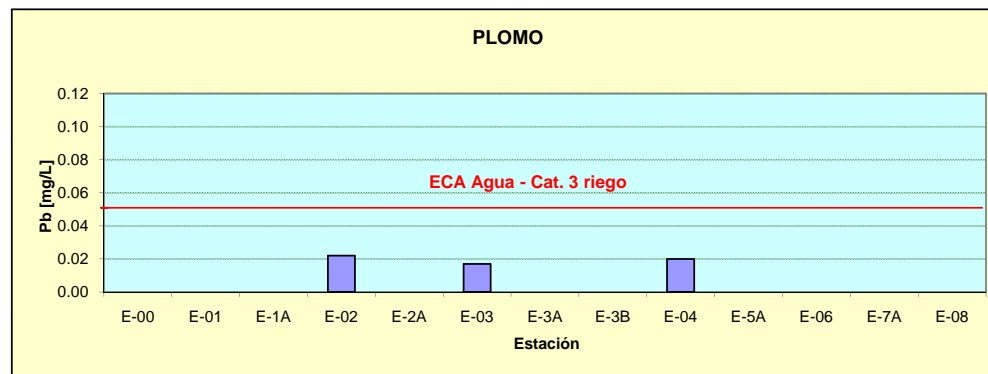 PLOMO
0.12
0.10
0.08
0.06
0.04
0.02
0.00
Pb [mg/L]
ECA Agua - Cat. 3 riego
E-00 E-01 E-1A E-02 E-2A E-03 E-3A E-3B E-04 E-5A E-06 E-7A E-08
Estación